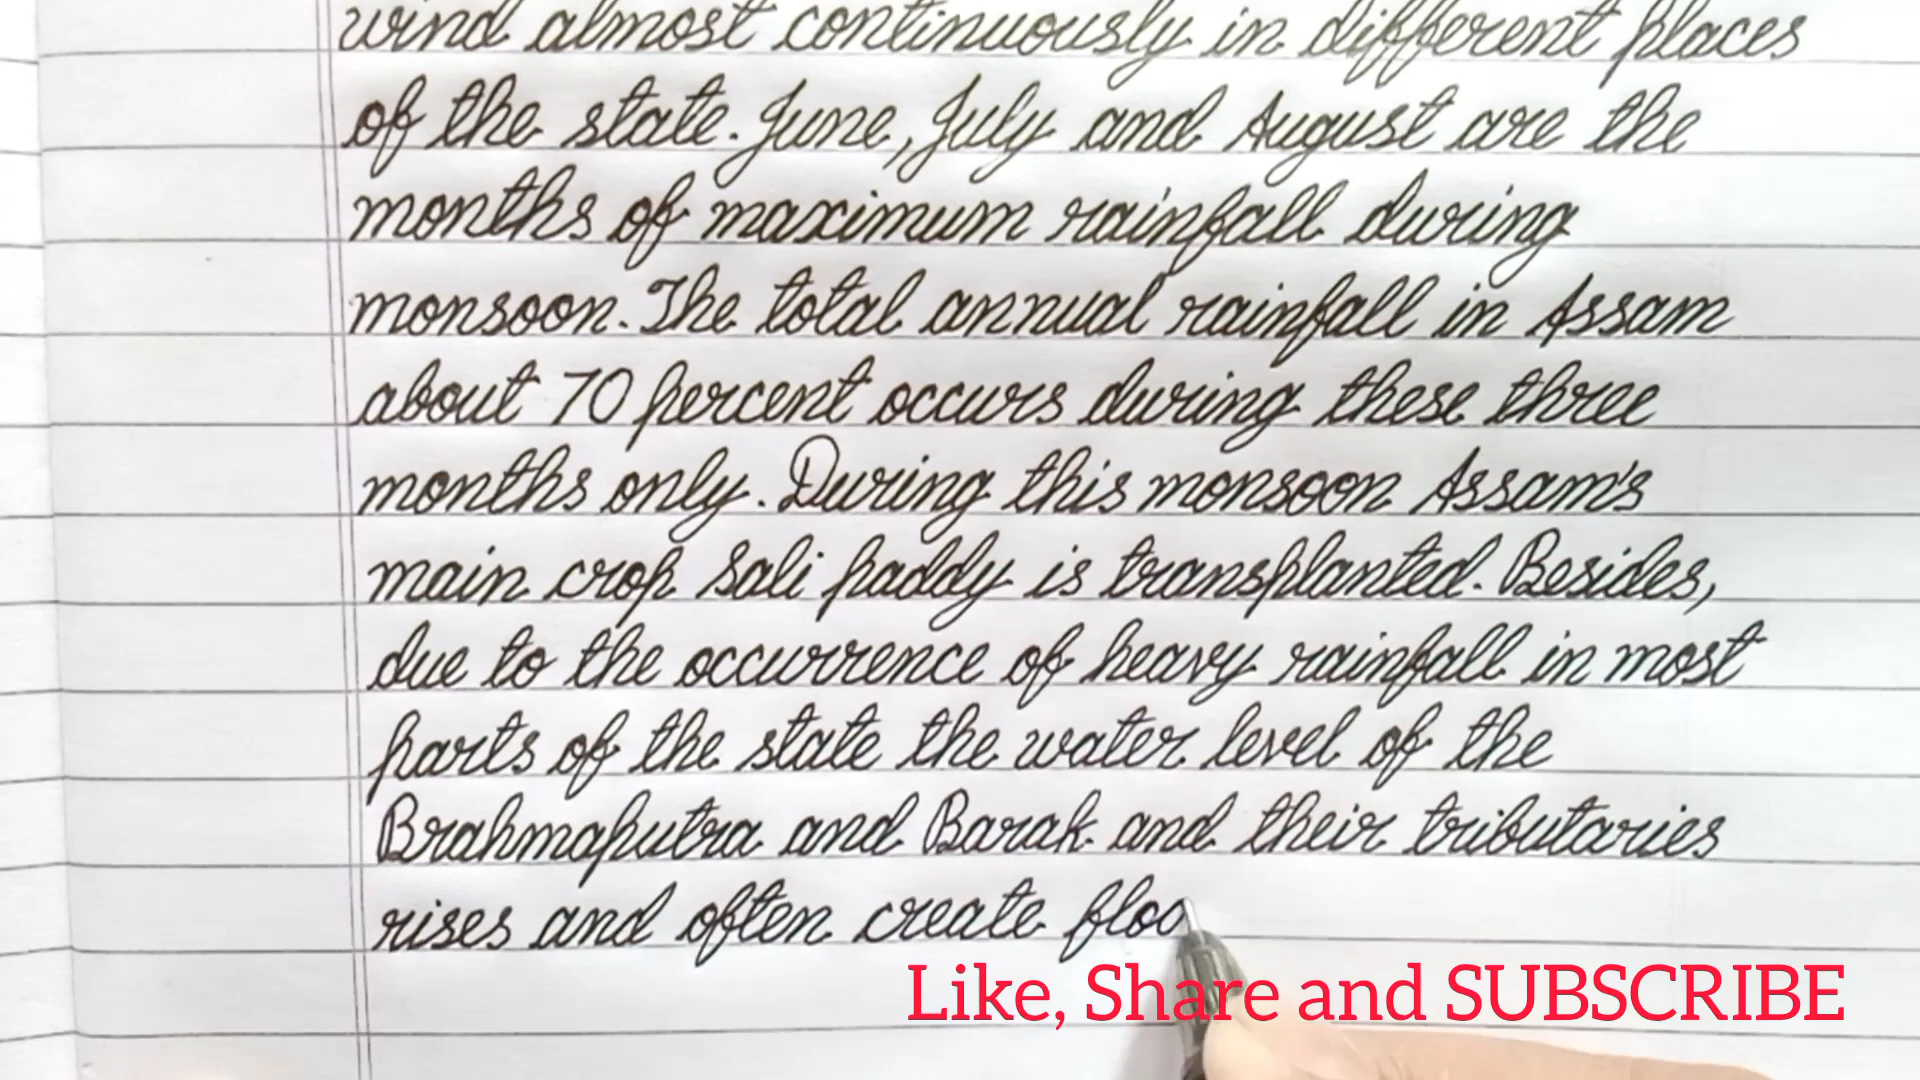 wind almost continuously in different places
of the state. June, July and August are the
months of maximum rainfall during
monsoon. The total annual rainfall in Assam
about 70 percent occurs during these three
months only. During this monsoon Assam's
main crop Sali paddy is transplanted. Besides,
due to the occurrence of heavy rainfall in most
parts of the state the water level of the
Brahmaputra and Barak and their tributaries
rises and often create floo
Like, Share and SUBSCRIBE